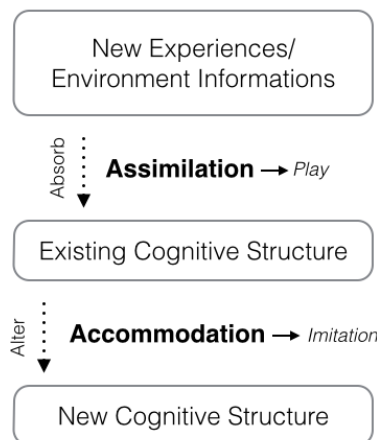 New Experiences/
Environment Informations
Absorb
Assimilation → Play
Existing Cognitive Structure
Alter
Accommodation → Imitation
New Cognitive Structure